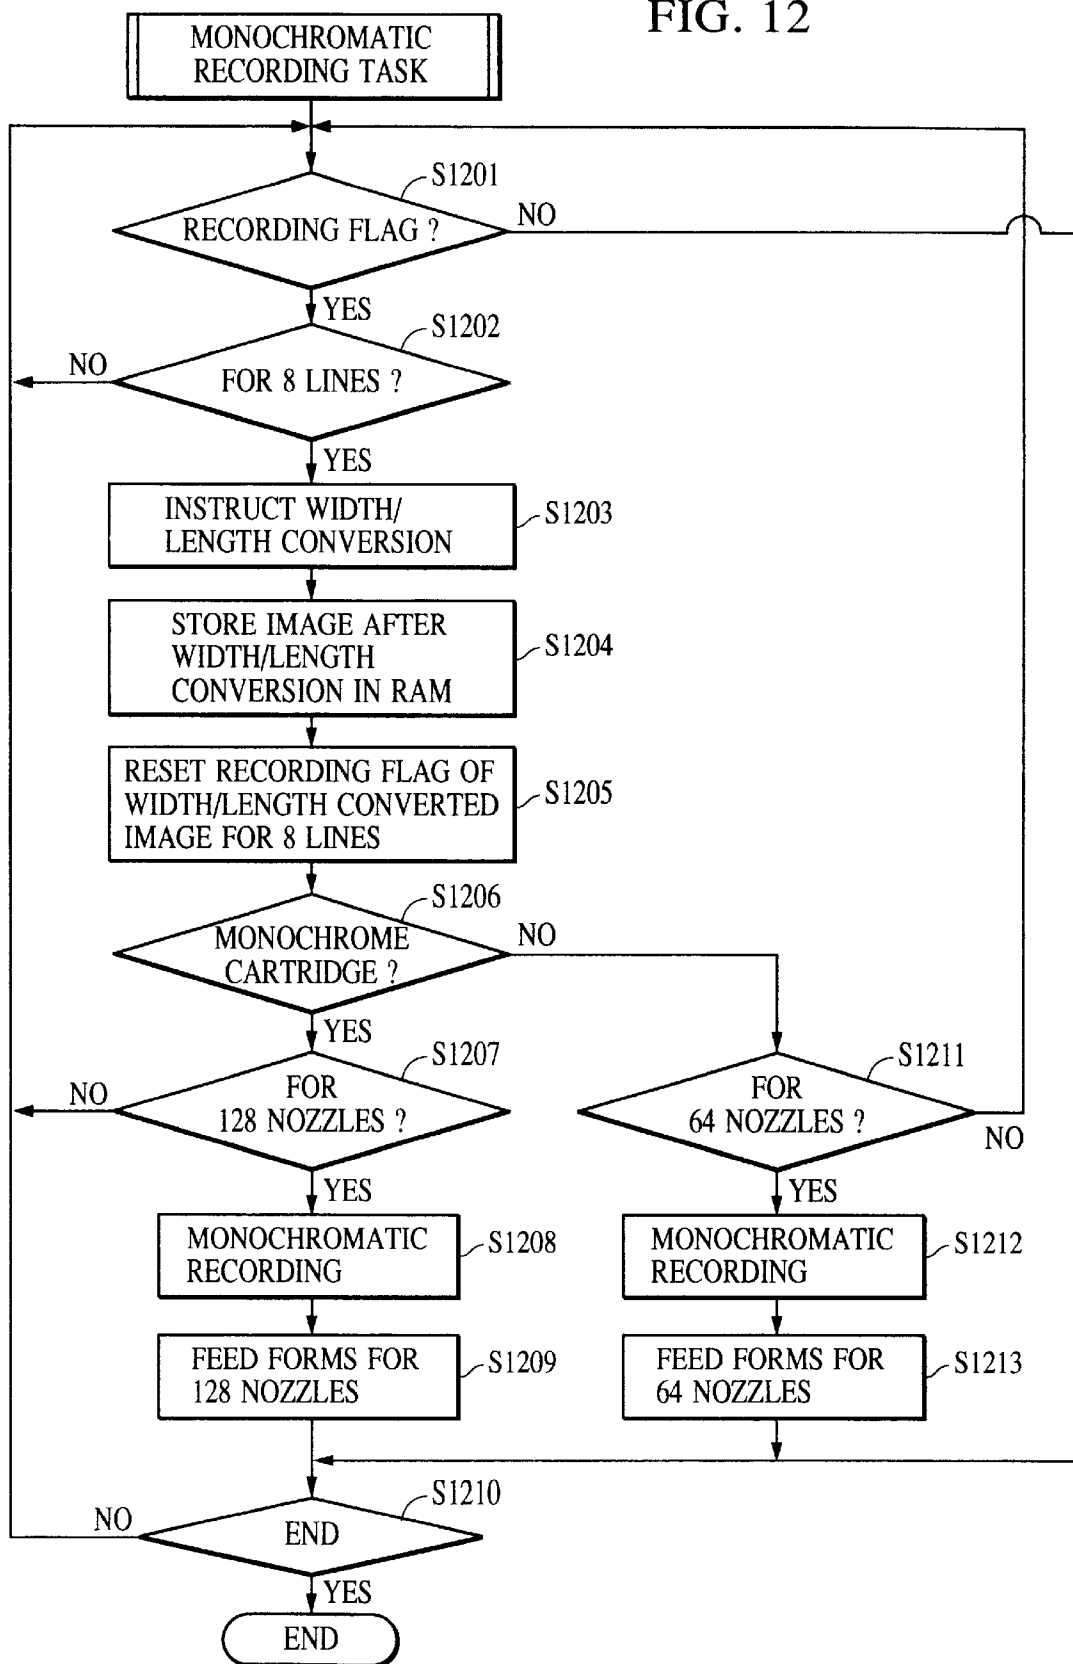 FIG. 12
MONOCHROMATIC
RECORDING TASK
S1201
RECORDING FLAG ?
NO
YES
S1202
NO
FOR 8 LINES ?
YES
INSTRUCT WIDTH/
LENGTH CONVERSION
S1203
STORE IMAGE AFTER
WIDTH/LENGTH
CONVERSION IN RAM
S1204
RESET RECORDING FLAG OF
WIDTH/LENGTH CONVERTED
IMAGE FOR 8 LINES
S1205
S1206
MONOCHROME
CARTRIDGE ?
NO
YES
S1207
NO
FOR
128 NOZZLES ?
YES
S1211
FOR
64 NOZZLES ?
NO
YES
MONOCHROMATIC
RECORDING
S1208
MONOCHROMATIC
RECORDING
S1212
FEED FORMS FOR
128 NOZZLES
S1209
FEED FORMS FOR
64 NOZZLES
S1213
S1210
NO
END
YES
END